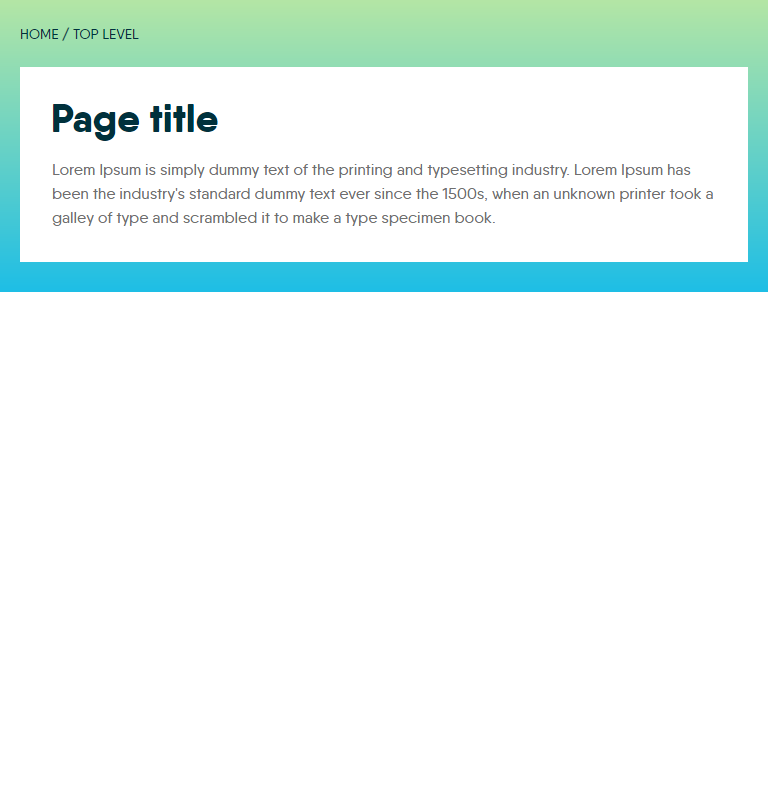 HOME / TOP LEVEL
Page title
Lorem Ipsum is simply dummy text of the printing and typesetting industry. Lorem Ipsum has
been the industry's standard dummy text ever since the 1500s, when an unknown printer took a
galley of type and scrambled it to make a type specimen book.